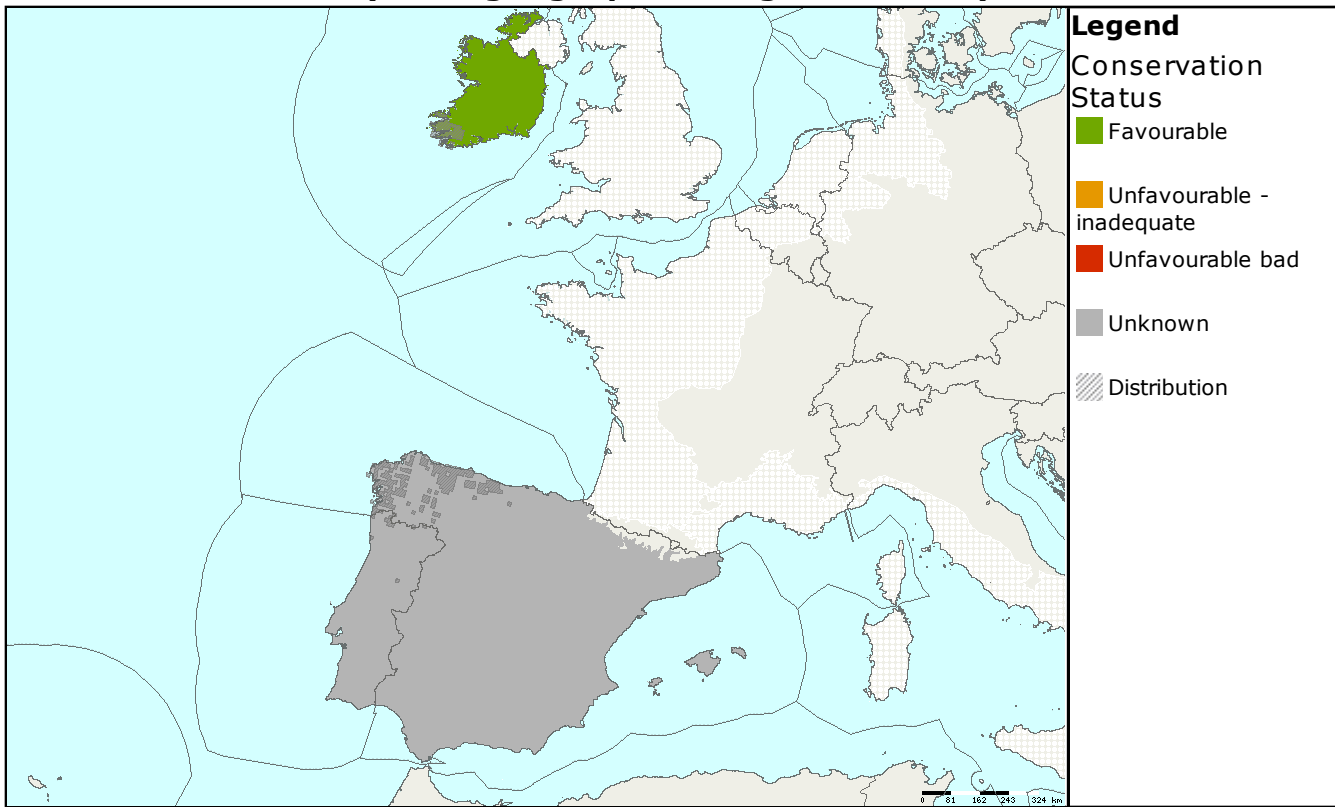 Legend
Conservation
Status
Favourable
Unfavourable -
inadequate
Unfavourable bad
Unknown
Distribution
0 81 162 243 324 km